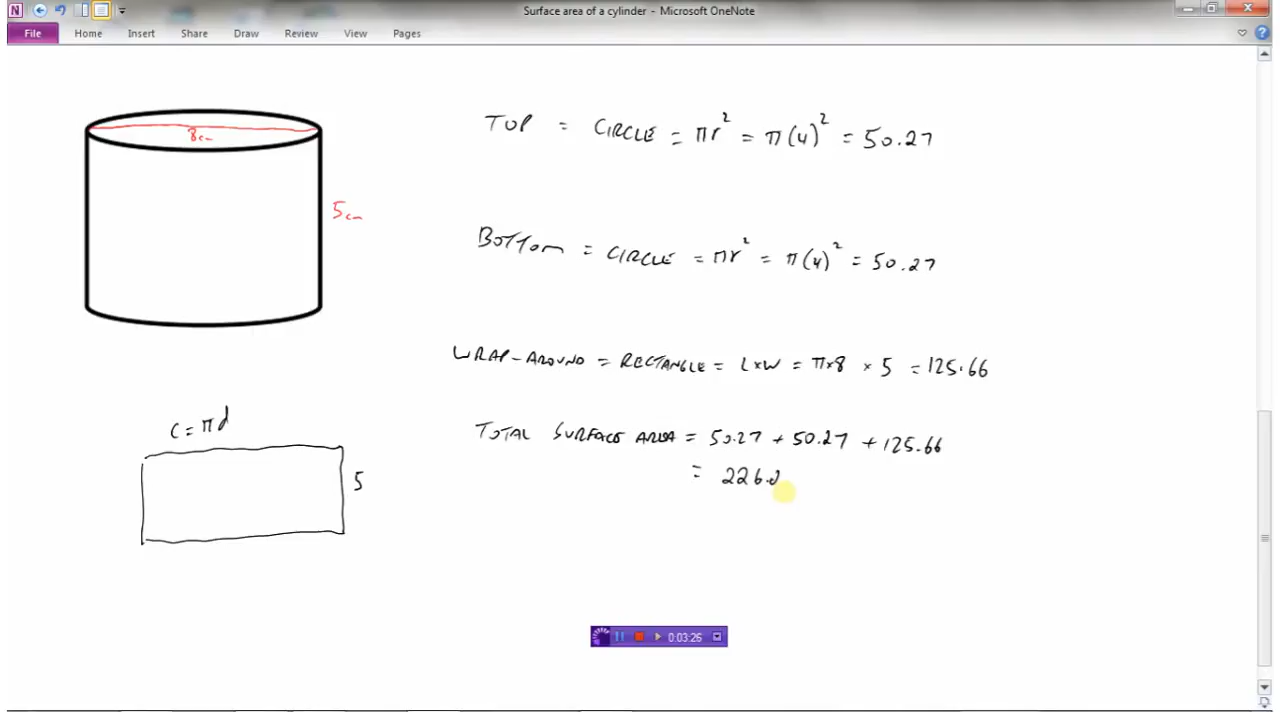 Surface area of a cylinder - Microsoft OneNote
File Home Insert Share Draw Review View Pages
8cm
5cm
TOP = CIRCLE = πr² = π(4)² = 50.27
BOTTOM = CIRCLE = πr² = π(4)² = 50.27
WRAP-AROUND = RECTANGLE = L×W = π×8 × 5 = 125.66
C = πd
5
TOTAL SURFACE AREA = 50.27 + 50.27 + 125.66
= 226.2
0:03:26